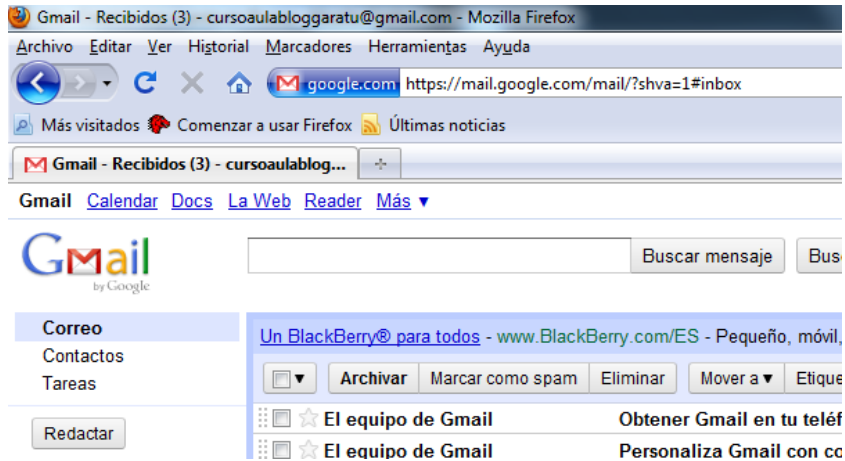 Gmail - Recibidos (3) - cursoaulabloggaratu@gmail.com - Mozilla Firefox
Archivo Editar Ver Historial Marcadores Herramientas Ayuda
google.com https://mail.google.com/mail/?shva=1#inbox
Más visitados Comenzar a usar Firefox Últimas noticias
Gmail - Recibidos (3) - cursoaulablog...
Gmail Calendar Docs La Web Reader Más
Gmail
by Google
Buscar mensaje
Correo
Contactos
Tareas
Redactar
Un BlackBerry® para todos - www.BlackBerry.com/ES - Pequeño, móvil,
Archivar Marcar como spam Eliminar Mover a
El equipo de Gmail Obtener Gmail en tu
El equipo de Gmail Personaliza Gmail con